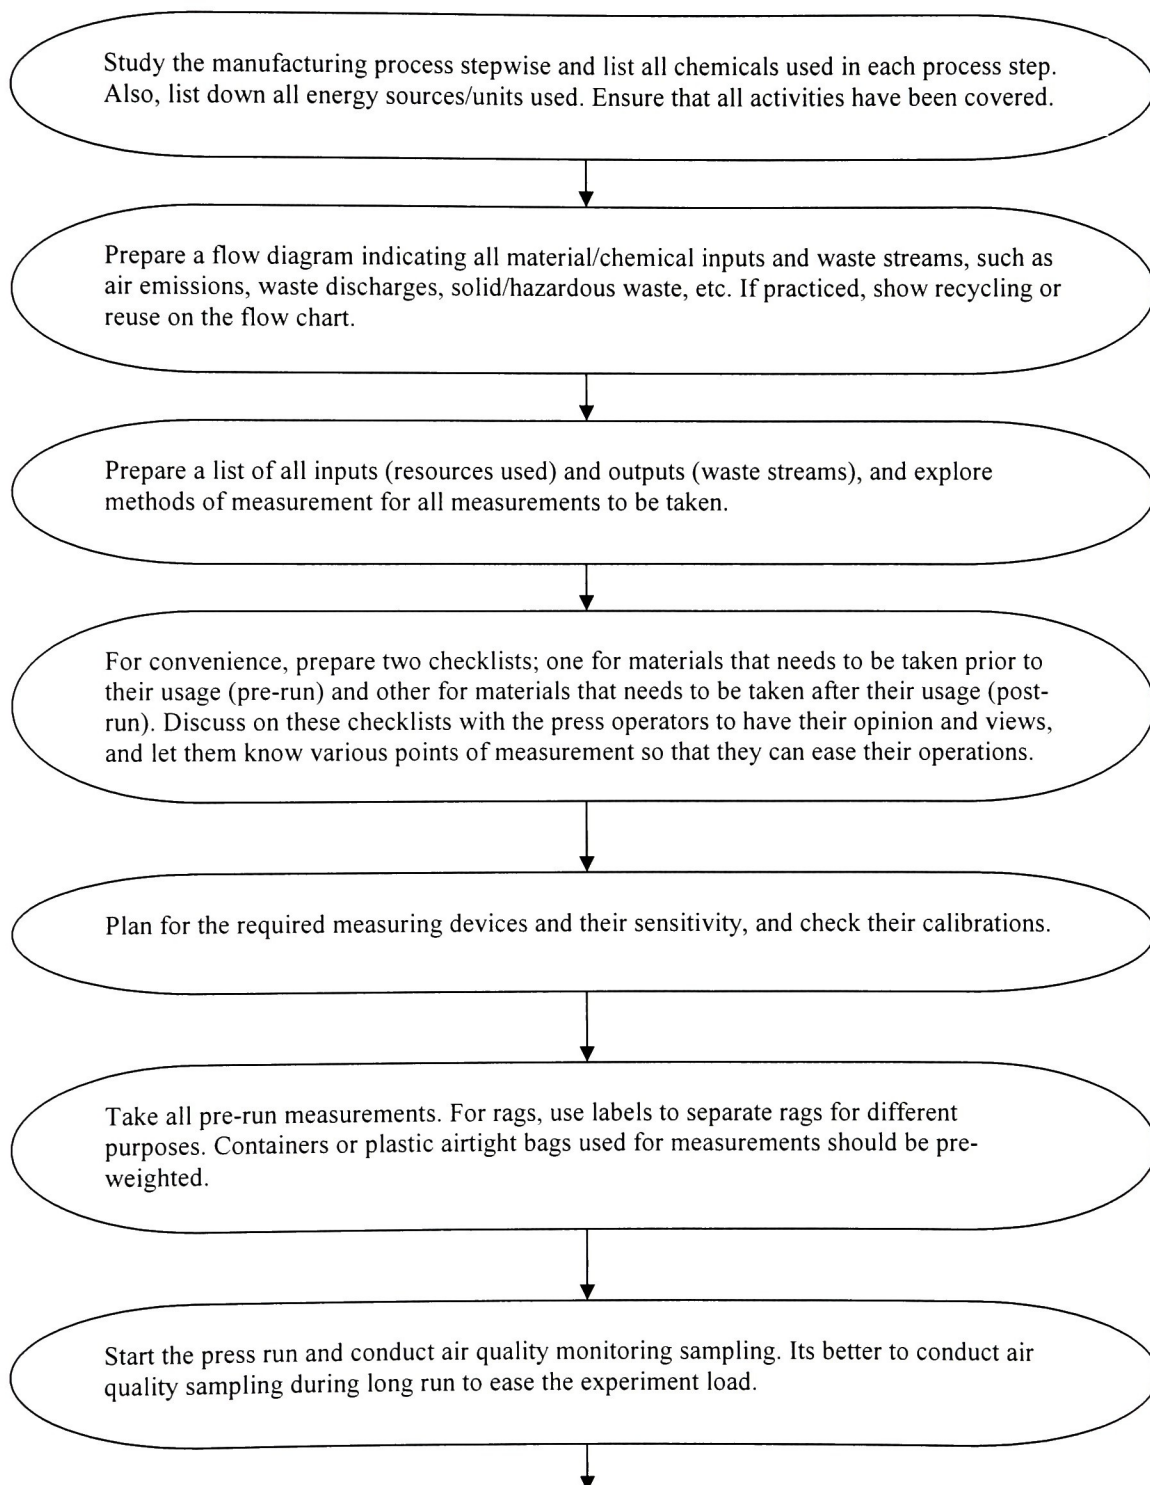 Study the manufacturing process stepwise and list all chemicals used in each process step.
Also, list down all energy sources/units used. Ensure that all activities have been covered.
Prepare a flow diagram indicating all material/chemical inputs and waste streams, such as
air emissions, waste discharges, solid/hazardous waste, etc. If practiced, show recycling or
reuse on the flow chart.
Prepare a list of all inputs (resources used) and outputs (waste streams), and explore
methods of measurement for all measurements to be taken.
For convenience, prepare two checklists; one for materials that needs to be taken prior to
their usage (pre-run) and other for materials that needs to be taken after their usage (post-
run). Discuss on these checklists with the press operators to have their opinion and views,
and let them know various points of measurement so that they can ease their operations.
Plan for the required measuring devices and their sensitivity, and check their calibrations.
Take all pre-run measurements. For rags, use labels to separate rags for different
purposes. Containers or plastic airtight bags used for measurements should be pre-
weighted.
Start the press run and conduct air quality monitoring sampling. Its better to conduct air
quality sampling during long run to ease the experiment load.